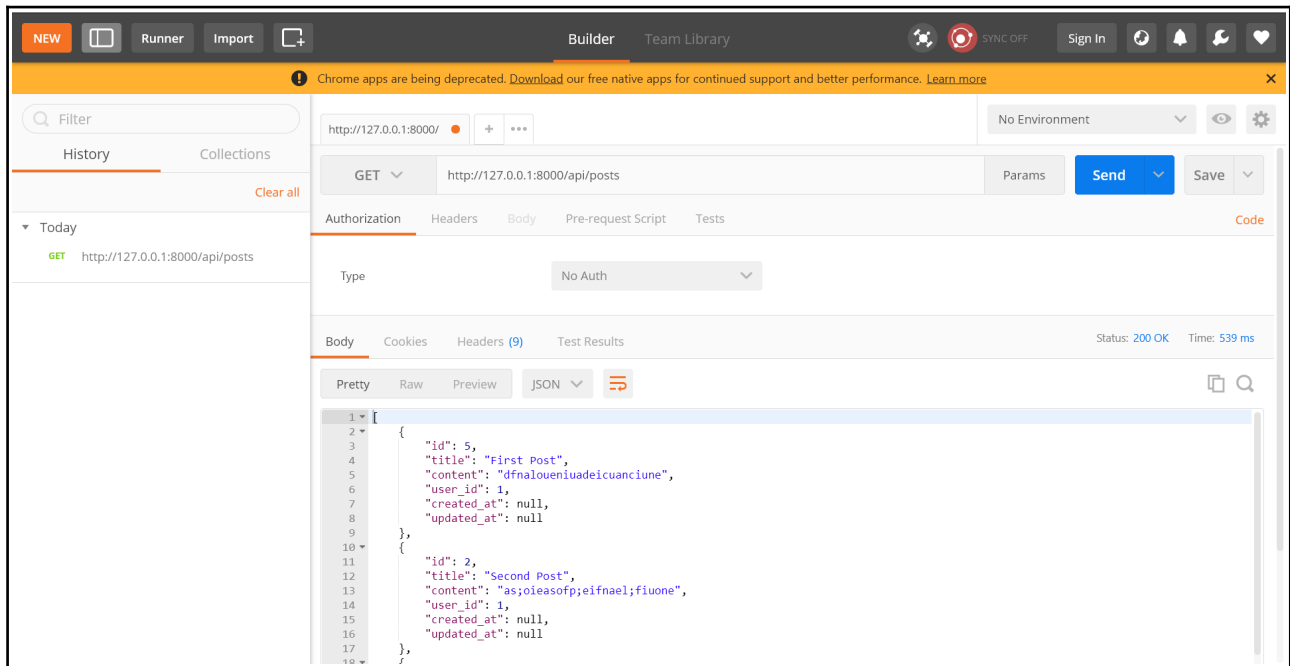 NEW Runner Import Builder Team Library SYNC OFF Sign In
Chrome apps are being deprecated. Download our free native apps for continued support and better performance. Learn more
Filter
History Collections
Clear all
Today
GET http://127.0.0.1:8000/api/posts
http://127.0.0.1:8000/ + •••
No Environment
GET http://127.0.0.1:8000/api/posts Params Send Save
Authorization Headers Body Pre-request Script Tests Code
Type No Auth
Body Cookies Headers (9) Test Results Status: 200 OK Time: 539 ms
Pretty Raw Preview JSON
1 [
2 {
3 "id": 5,
4 "title": "First Post",
5 "content": "dfnaloueniuadeicuanciune",
6 "user_id": 1,
7 "created_at": null,
8 "updated_at": null
9 },
10 {
11 "id": 2,
12 "title": "Second Post",
13 "content": "as;oieasofp;eifnael;fiuone",
14 "user_id": 1,
15 "created_at": null,
16 "updated_at": null
17 },
18 {